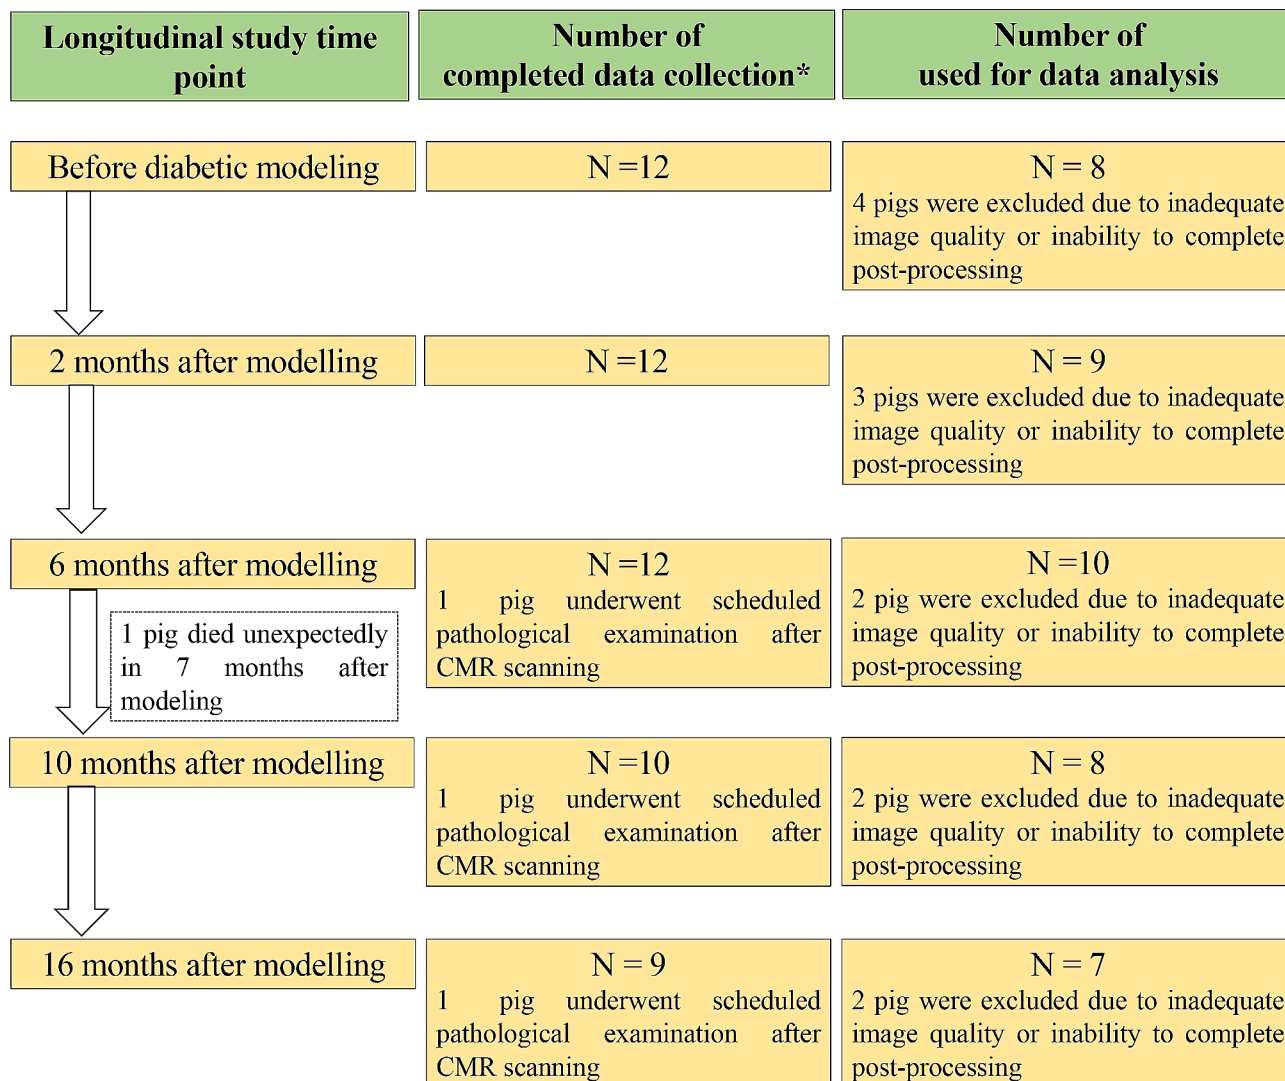 Longitudinal study time
point
Number of
completed data collection*
Number of
used for data analysis
Before diabetic modeling
N =12
N = 8
4 pigs were excluded due to inadequate
image quality or inability to complete
post-processing
2 months after modelling
N =12
N = 9
3 pigs were excluded due to inadequate
image quality or inability to complete
post-processing
6 months after modelling
N =12
1 pig underwent scheduled
pathological examination after
CMR scanning
N =10
2 pig were excluded due to inadequate
image quality or inability to complete
post-processing
1 pig died unexpectedly
in 7 months after
modeling
10 months after modelling
N =10
1 pig underwent scheduled
pathological examination after
CMR scanning
N = 8
2 pig were excluded due to inadequate
image quality or inability to complete
post-processing
16 months after modelling
N = 9
1 pig underwent scheduled
pathological examination after
CMR scanning
N = 7
2 pig were excluded due to inadequate
image quality or inability to complete
post-processing